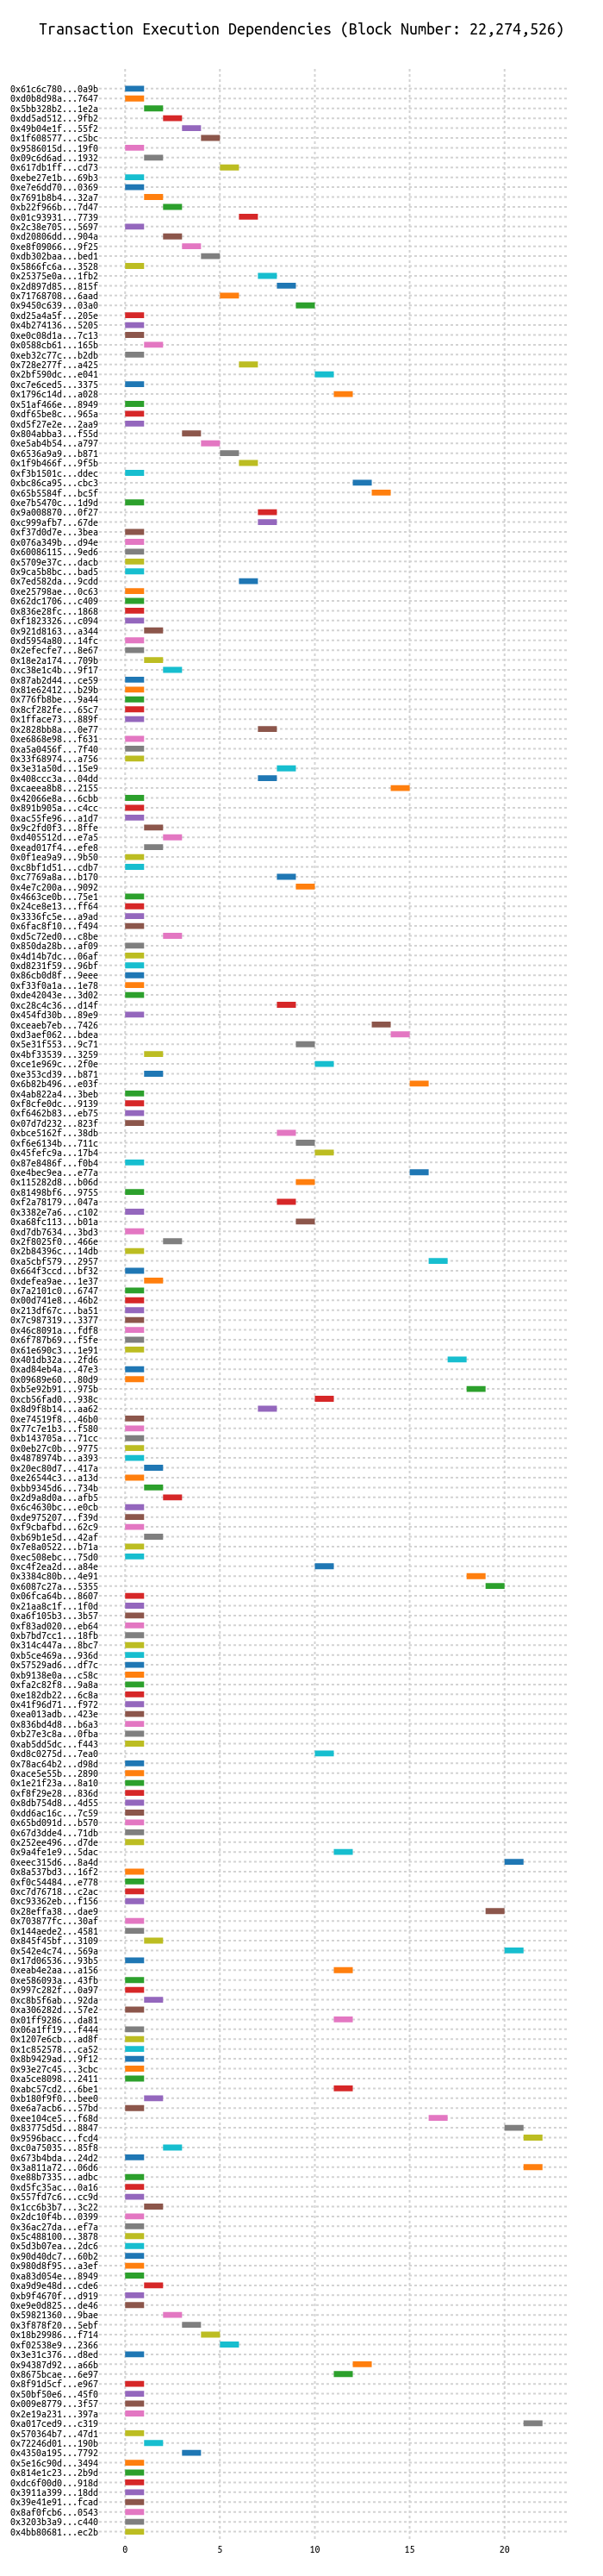 Transaction Execution Dependencies (Block Number: 22,274,526)
0x61c6c780...0a9b
0xd0b8d98a...7647
0x5bb328b2...1e2a
0xdd5ad512...9fb2
0x49b04e1f...55f2
0x1f608577...c5bc
0x9586015d...19f0
0x09c6d6ad...1932
0x617db1ff...cd73
0xebe27e1b...69b3
0xe7e6dd70...0369
0x7691b8b4...32a7
0xb22f966b...7d47
0x01c93931...7739
0x2c38e705...5697
0xd20806dd...904a
0xe8f09066...9f25
0xdb302baa...bed1
0x5866fc6a...3528
0x25375e0a...1fb2
0x2d897d85...815f
0x71768708...6aad
0x9450c639...03a0
0xd25a4a5f...205e
0x4b274136...5205
0xe0c08d1a...7c13
0x0588cb61...165b
0xeb32c77c...b2db
0x728e277f...a425
0x2bf590dc...e041
0xc7e6ced5...3375
0x1796c14d...a028
0x51af466e...8949
0xdf65be8c...965a
0xd5f27e2e...2aa9
0x804abba3...f55d
0xe5ab4b54...a797
0x6536a9a9...b871
0x1f9b466f...9f5b
0xf3b1501c...ddec
0xbc86ca95...cbc3
0x65b5584f...bc5f
0xe7b5470c...1d9d
0x9a008870...0f27
0xc999afb7...67de
0xf37d0d7e...3bea
0x076a349b...d94e
0x60086115...9ed6
0x5709e37c...dacb
0x9ca5b8bc...bad5
0x7ed582da...9cdd
0xe25798ae...0c63
0x62dc1706...c409
0x836e28fc...1868
0xf1823326...c094
0x921d8163...a344
0xd5954a80...14fc
0x2efecfe7...8e67
0x18e2a174...709b
0xc38e1c4b...9f17
0x87ab2d44...ce59
0x81e62412...b29b
0x776fb8be...9a44
0x8cf282fe...65c7
0x1fface73...889f
0x2828bb8a...0e77
0xe6868e98...f631
0xa5a0456f...7f40
0x33f68974...a756
0x3e31a50d...15e9
0x408ccc3a...04dd
0xcaeea8b8...2155
0x42066e8a...6cbb
0x891b905a...c4cc
0xac55fe96...a1d7
0x9c2fd0f3...8ffe
0xd405512d...e7a5
0xead017f4...efe8
0x0f1ea9a9...9b50
0xc8bf1d51...cdb7
0xc7769a8a...b170
0x4e7c200a...9092
0x4663ce0b...75e1
0x24ce8e13...ff64
0x3336fc5e...a9ad
0x6fac8f10...f494
0xd5c72ed0...c8be
0x850da28b...af09
0x4d14b7dc...06af
0xd8231f59...96bf
0x86cb0d8f...9eee
0xf33f0a1a...1e78
0xde42043e...3d02
0xc28c4c36...d14f
0x454fd30b...89e9
0xceaeb7eb...7426
0xd3aef062...bdea
0x5e31f553...9c71
0x4bf33539...3259
0xce1e969c...2f0e
0xe353cd39...b871
0x6b82b496...e03f
0x4ab822a4...3beb
0xf8cfe0dc...9139
0xf6462b83...eb75
0x07d7d232...823f
0xbce5162f...38db
0xf6e6134b...711c
0x45fefc9a...17b4
0x87e8486f...f0b4
0xe4bec9ea...e77a
0x115282d8...b06d
0x81498bf6...9755
0xf2a78179...047a
0x3382e7a6...c102
0xa68fc113...b01a
0xd7db7634...3bd3
0x2f8025f0...466e
0x2b84396c...14db
0xa5cbf579...2957
0x664f3ccd...bf32
0xdefea9ae...1e37
0x7a2101c0...6747
0x00d741e8...46b2
0x213df67c...ba51
0x7c987319...3377
0x46c8091a...fdf8
0x6f787b69...f5fe
0x61e690c3...1e91
0x401db32a...2fd6
0xad84eb4a...47e3
0x09689e60...80d9
0xb5e92b91...975b
0xcb56fad0...938c
0x8d9f8b14...aa62
0xe74519f8...46b0
0x77c7e1b3...f580
0xb143705a...71cc
0x0eb27c0b...9775
0x4878974b...a393
0x20ec80d7...417a
0xe26544c3...a13d
0xbb9345d6...734b
0x2d9a8d0a...afb5
0x6c4630bc...e0cb
0xde975207...f39d
0xf9cbafbd...62c9
0xb69b1e5d...42af
0x7e8a0522...b71a
0xec508ebc...75d0
0xc4f2ea2d...a84e
0x3384c80b...4e91
0x6087c27a...5355
0x06fca64b...8607
0x21aa8c1f...1f0d
0xa6f105b3...3b57
0xf83ad020...eb64
0xb7bd7cc1...18fb
0x314c447a...8bc7
0xb5ce469a...936d
0x57529ad6...df7c
0xb9138e0a...c58c
0xfa2c82f8...9a8a
0xe182db22...6c8a
0x41f96d71...f972
0xea013adb...423e
0x836bd4d8...b6a3
0xb27e3c8a...0fba
0xab5dd5dc...f443
0xd8c0275d...7ea0
0x78ac64b2...d98d
0xace5e55b...2890
0x1e21f23a...8a10
0xf8f29e28...836d
0x8db754d8...4d55
0xdd6ac16c...7c59
0x65bd091d...b570
0x67d3dde4...71db
0x252ee496...d7de
0x9a4fe1e9...5dac
0xeec315d6...8a4d
0x8a537bd3...16f2
0xf0c54484...e778
0xc7d76718...c2ac
0xc93362eb...f156
0x28effa38...dae9
0x703877fc...30af
0x144aede2...4581
0x845f45bf...3109
0x542e4c74...569a
0x17d06536...93b5
0xeab4e2aa...a156
0xe586093a...43fb
0x997c282f...0a97
0xc8b5f6ab...92da
0xa306282d...57e2
0x01ff9286...da81
0x06a1ff19...f444
0x1207e6cb...ad8f
0x1c852578...ca52
0x8b9429ad...9f12
0x93e27c45...3cbc
0xa5ce8098...2411
0xabc57cd2...6be1
0xb180f9f0...bee0
0xe6a7acb6...57bd
0xee104ce5...f68d
0x83775d5d...8847
0x9596bacc...fcd4
0xc0a75035...85f8
0x673b4bda...24d2
0x3a811a72...06d6
0xe88b7335...adbc
0xd5fc35ac...0a16
0x557fd7c6...cc9d
0x1cc6b3b7...3c22
0x2dc10f4b...0399
0x36ac27da...ef7a
0x5c488100...3878
0x5d3b07ea...2dc6
0x90d40dc7...60b2
0x980d8f95...a3ef
0xa83d054e...8949
0xa9d9e48d...cde6
0xb9f4670f...d919
0xe9e0d825...de46
0x59821360...9bae
0x3f878f20...5ebf
0x18b29986...f714
0xf02538e9...2366
0x3e31c376...d8ed
0x94387d92...a66b
0x8675bcae...6e97
0x8f91d5cf...e967
0x50bf50e6...45f0
0x009e8779...3f57
0x2e19a231...397a
0xa017ced9...c319
0x570364b7...47d1
0x72246d01...190b
0x4350a195...7792
0x5e16c90d...3494
0x814e1c23...2b9d
0xdc6f00d0...918d
0x3911a399...18dd
0x39e41e91...fcad
0x8af0fcb6...0543
0x3203b3a9...c440
0x4bb80681...ec2b
0 5 10 15 20